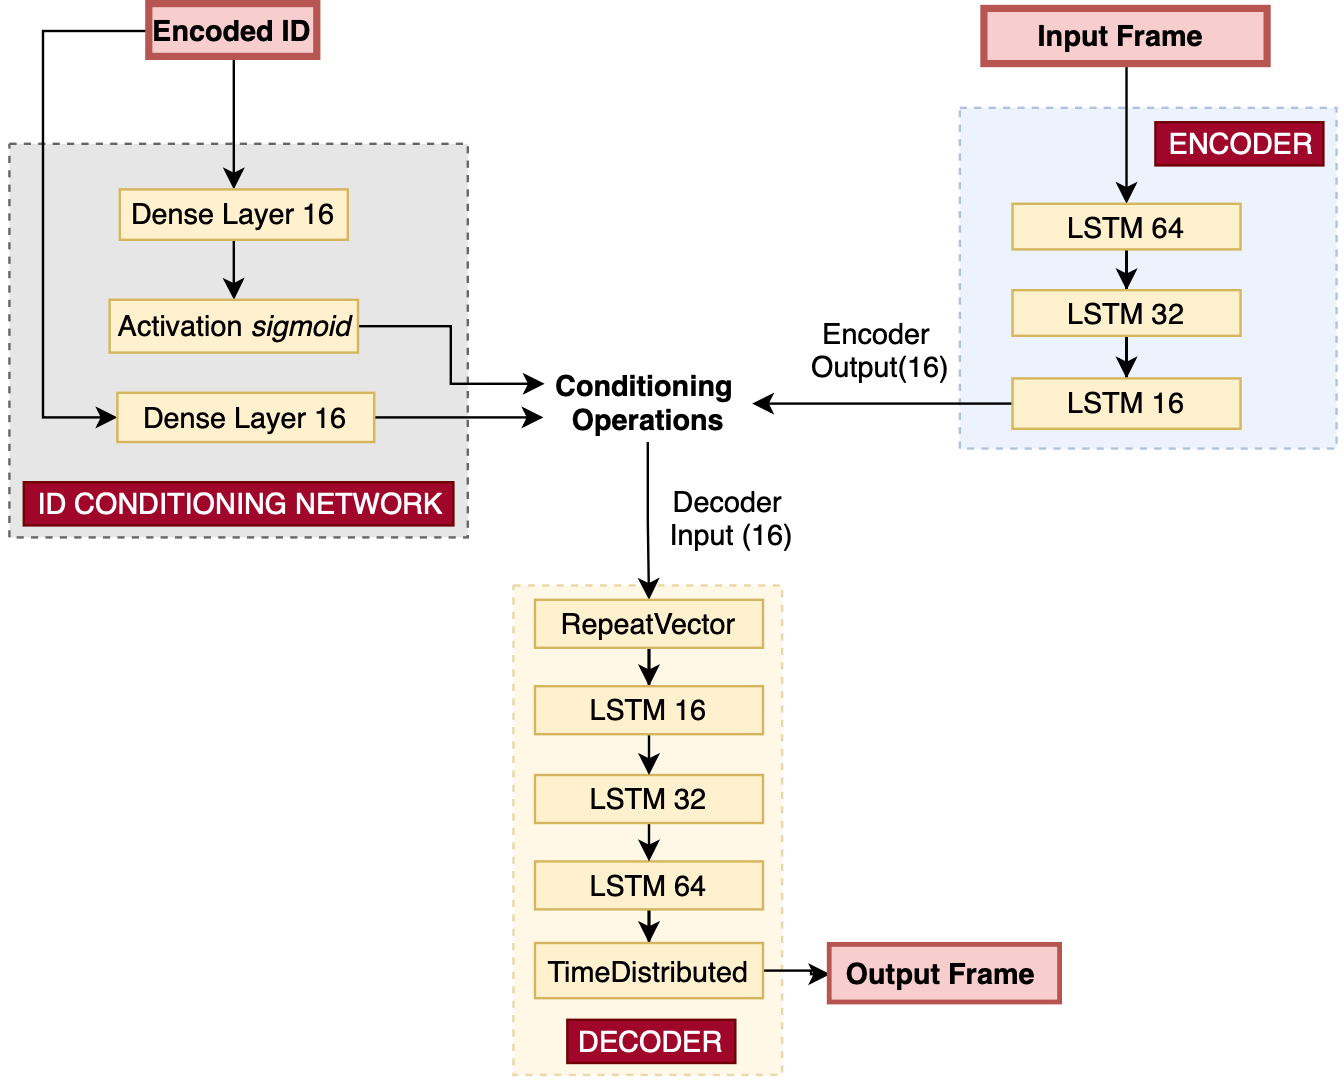 Encoded ID
Dense Layer 16
Activation sigmoid
Dense Layer 16
ID CONDITIONING NETWORK
Conditioning
Operations
Input Frame
ENCODER
LSTM 64
LSTM 32
LSTM 16
Encoder
Output(16)
Decoder
Input (16)
RepeatVector
LSTM 16
LSTM 32
LSTM 64
TimeDistributed
DECODER
Output Frame